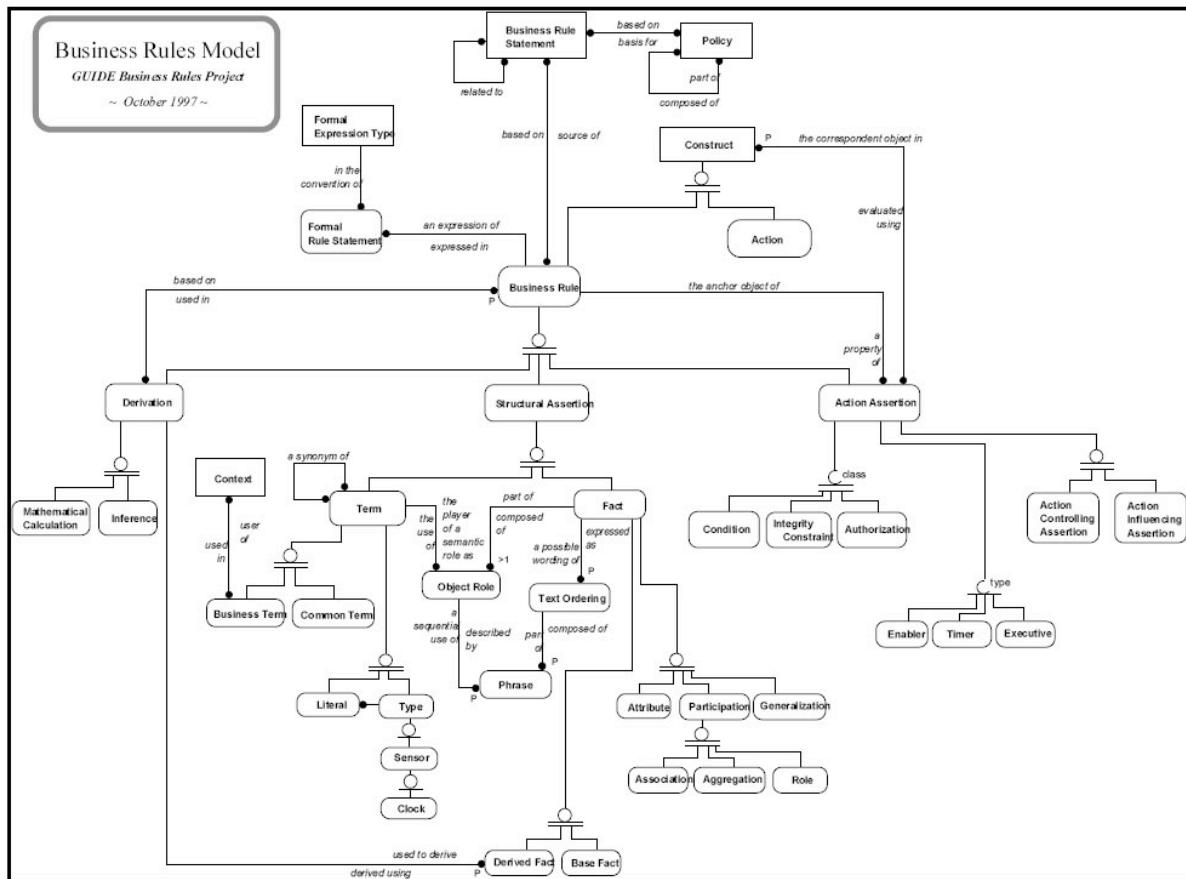 Business Rules Model
GUIDE Business Rules Project
~ October 1997 ~
Business Rule
Statement
based on
basis for
Policy
related to
part of
composed of
Formal
Expression Type
based on
source of
P
the correspondent object in
Construct
in the
convention of
Formal
Rule Statement
an expression of
expressed in
Action
evaluated
using
based on
used in
P
Business Rule
the anchor object of
a
property
of
Derivation
Structural Assertion
Action Assertion
Mathematical
Calculation
Inference
Context
a synonym of
Term
the
use
of
the
player
of a
semantic
role as
part of
composed
of
>1
Fact
expressed
as
a possible
wording of
P
class
Condition
Integrity
Constraint
Authorization
Action
Controlling
Assertion
Action
Influencing
Assertion
used
in
user
of
Business Term
Common Term
Object Role
Text Ordering
type
Enabler
Timer
Executive
a
sequential
use of
described
by
part
of
composed of
P
P
Phrase
Literal
Type
Attribute
Participation
Generalization
Sensor
Association
Aggregation
Role
Clock
used to derive
derived using
P
Derived Fact
Base Fact